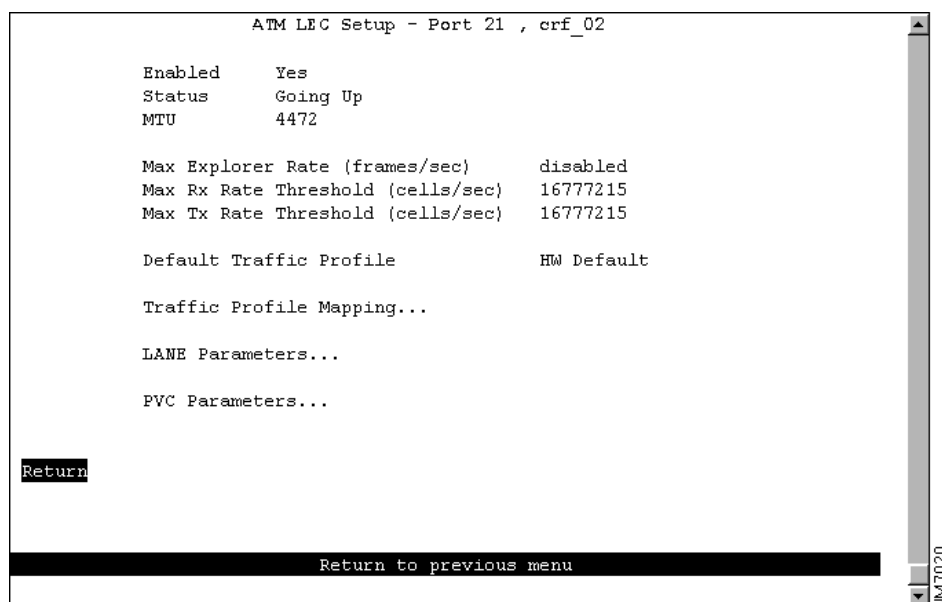 ATM LEC Setup - Port 21 , crf_02
Enabled Yes
Status Going Up
MTU 4472
Max Explorer Rate (frames/sec) disabled
Max Rx Rate Threshold (cells/sec) 16777215
Max Tx Rate Threshold (cells/sec) 16777215
Default Traffic Profile HW Default
Traffic Profile Mapping...
LANE Parameters...
PVC Parameters...
Return
Return to previous menu